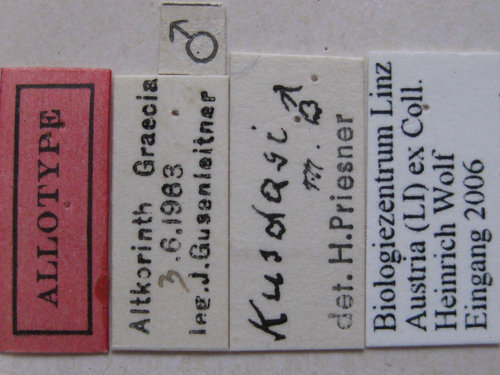 ALLOTYPE
♂
Altkorinth Graecia
3.6.1983
leg.J.Gusenleitner
Kusdasi
m. ♂
det. H.Priesner
Biologiezentrum Linz
Austria (LI) ex Coll.
Heinrich Wolf
Eingang 2006